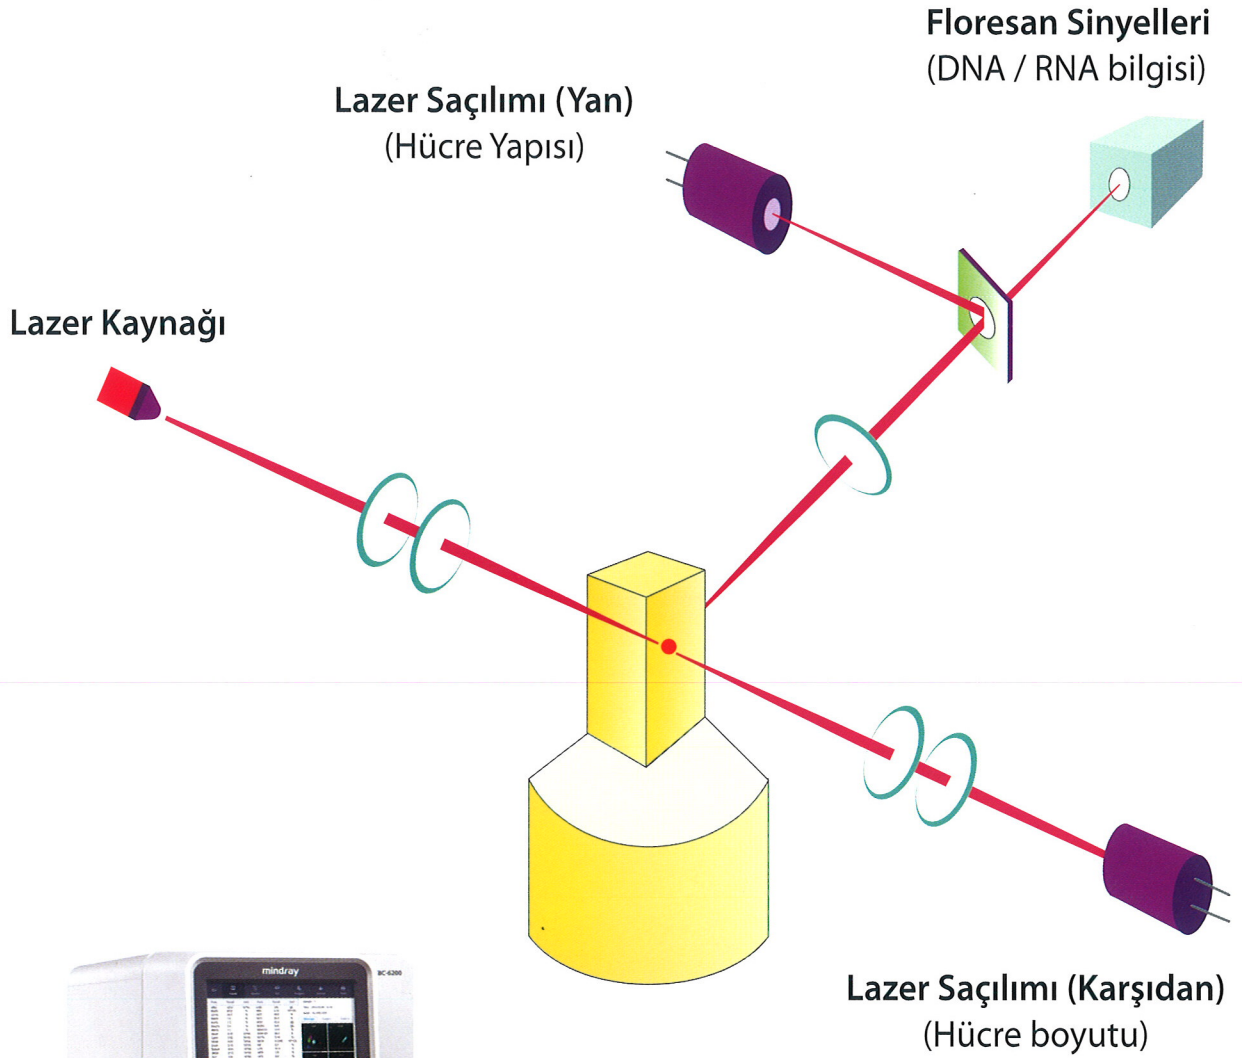 Floresan Sinyelleri
(DNA / RNA bilgisi)
Lazer Saçılımı (Yan)
(Hücre Yapısı)
Lazer Kaynağı
mindray
BC-6200
Lazer Saçılımı (Karşıdan)
(Hücre boyutu)